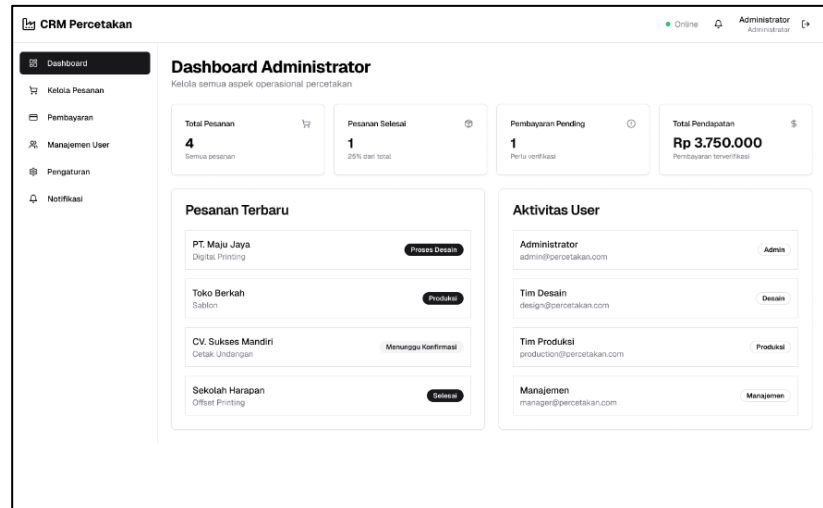 CRM Percetakan
Online
Administrator
Administrator
Dashboard
Kelola Pesanan
Pembayaran
Manajemen User
Pengaturan
Notifikasi
Dashboard Administrator
Kelola semua aspek operasional percetakan
Total Pesanan
4
Semua pesanan
Pesanan Selesai
1
25% dari total
Pembayaran Pending
1
Perlu verifikasi
Total Pendapatan
$
Rp 3.750.000
Pembayaran terverifikasi
Pesanan Terbaru
PT. Maju Jaya
Digital Printing
Proses Desain
Toko Berkah
Sablon
Produksi
CV. Sukses Mandiri
Cetak Undangan
Menunggu Konfirmasi
Sekolah Harapan
Offset Printing
Selesai
Aktivitas User
Administrator
admin@percetakan.com
Admin
Tim Desain
design@percetakan.com
Desain
Tim Produksi
production@percetakan.com
Produksi
Manajemen
manager@percetakan.com
Manajemen